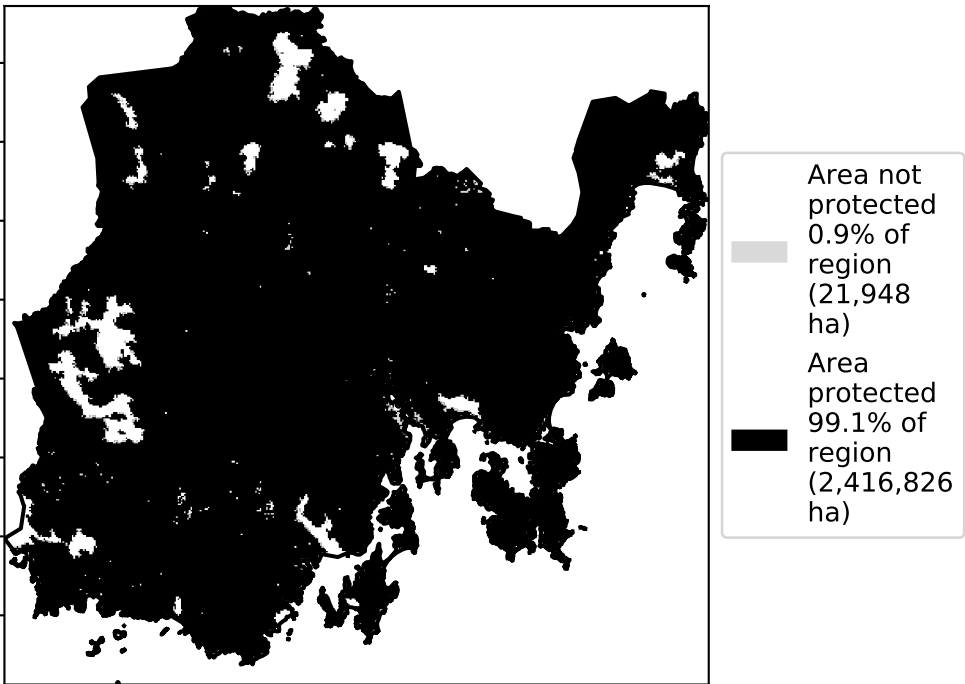 Area not
protected
0.9% of
region
(21,948
ha)
Area
protected
99.1% of
region
(2,416,826
ha)